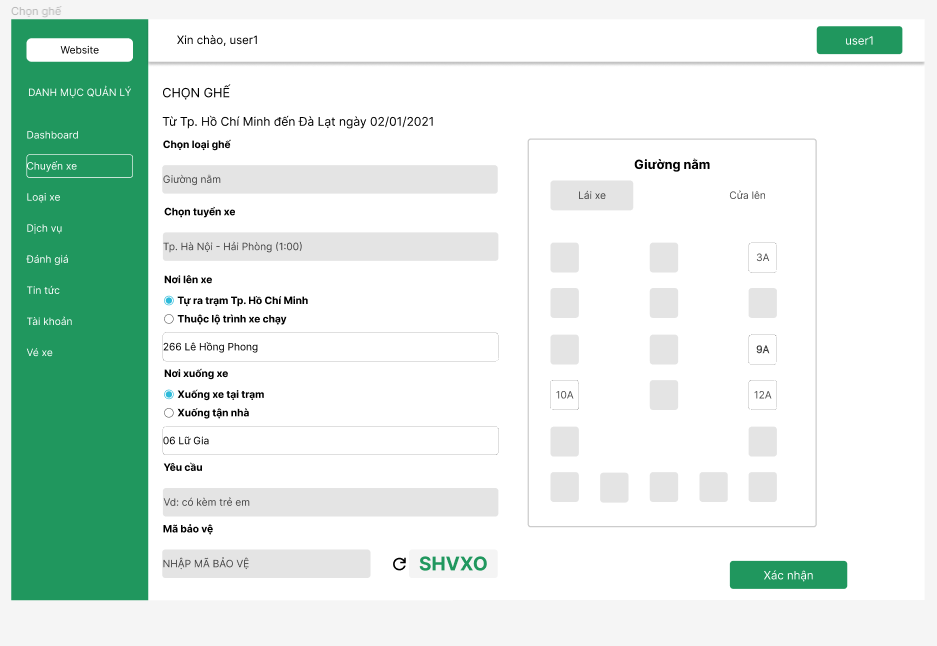 Chọn ghế
Website
DANH MỤC QUẢN LÝ
Dashboard
Chuyến xe
Loại xe
Dịch vụ
Đánh giá
Tin tức
Tài khoản
Vé xe
Xin chào, user1
user1
CHỌN GHẾ
Từ Tp. Hồ Chí Minh đến Đà Lạt ngày 02/01/2021
Chọn loại ghế
Giường nằm
Chọn tuyến xe
Tp. Hà Nội - Hải Phòng (1:00)
Nơi lên xe
Tự ra trạm Tp. Hồ Chí Minh
Thuộc lộ trình xe chạy
266 Lê Hồng Phong
Nơi xuống xe
Xuống xe tại trạm
Xuống tận nhà
06 Lữ Gia
Yêu cầu
Vd: có kèm trẻ em
Mã bảo vệ
NHẬP MÃ BẢO VỆ
SHVXO
Giường nằm
Lái xe
Cửa lên
3A
9A
10A
12A
Xác nhận